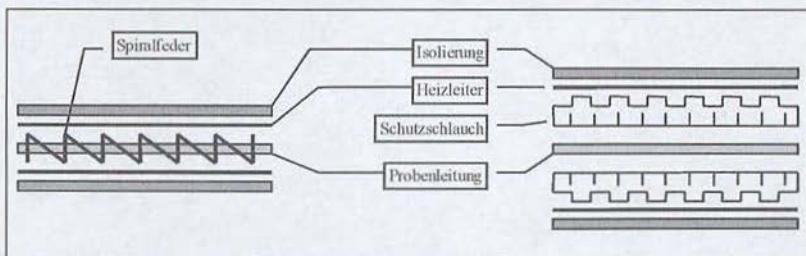 Spiralfeder
Isolierung
Heizleiter
Schutzschlauch
Probenleitung